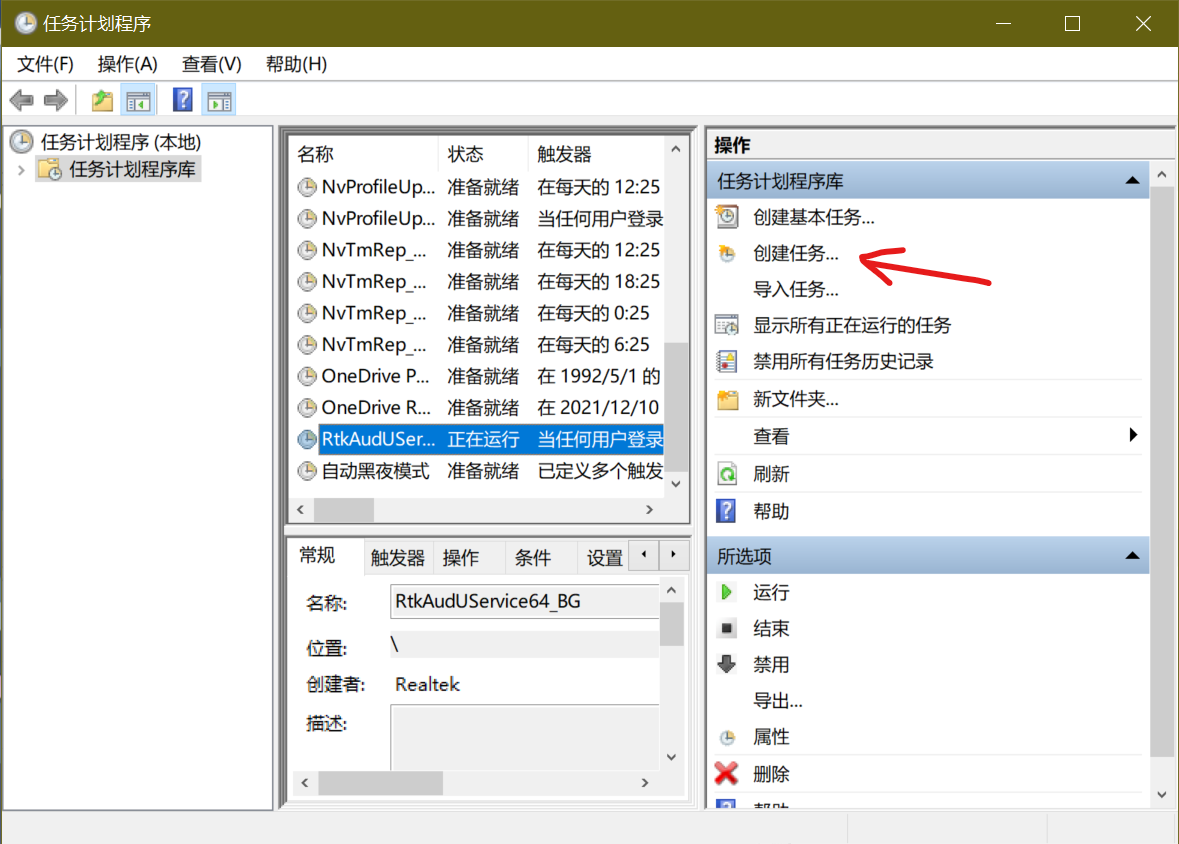 任务计划程序
文件(F) 操作(A) 查看(V) 帮助(H)
任务计划程序 (本地)
任务计划程序库
名称 状态 触发器
NvProfileUp... 准备就绪 在每天的 12:25
NvProfileUp... 准备就绪 当任何用户登录
NvTmRep_... 准备就绪 在每天的 12:25
NvTmRep_... 准备就绪 在每天的 18:25
NvTmRep_... 准备就绪 在每天的 0:25
NvTmRep_... 准备就绪 在每天的 6:25
OneDrive P... 准备就绪 在 1992/5/1 的
OneDrive R... 准备就绪 在 2021/12/10
RtkAudUSer... 正在运行 当任何用户登录
自动黑夜模式 准备就绪 已定义多个触发
常规 触发器 操作 条件 设置
名称: RtkAudUService64_BG
位置: \
创建者: Realtek
描述:
操作
任务计划程序库
创建基本任务...
创建任务...
导入任务...
显示所有正在运行的任务
禁用所有任务历史记录
新文件夹...
查看
刷新
帮助
所选项
运行
结束
禁用
导出...
属性
删除
帮助